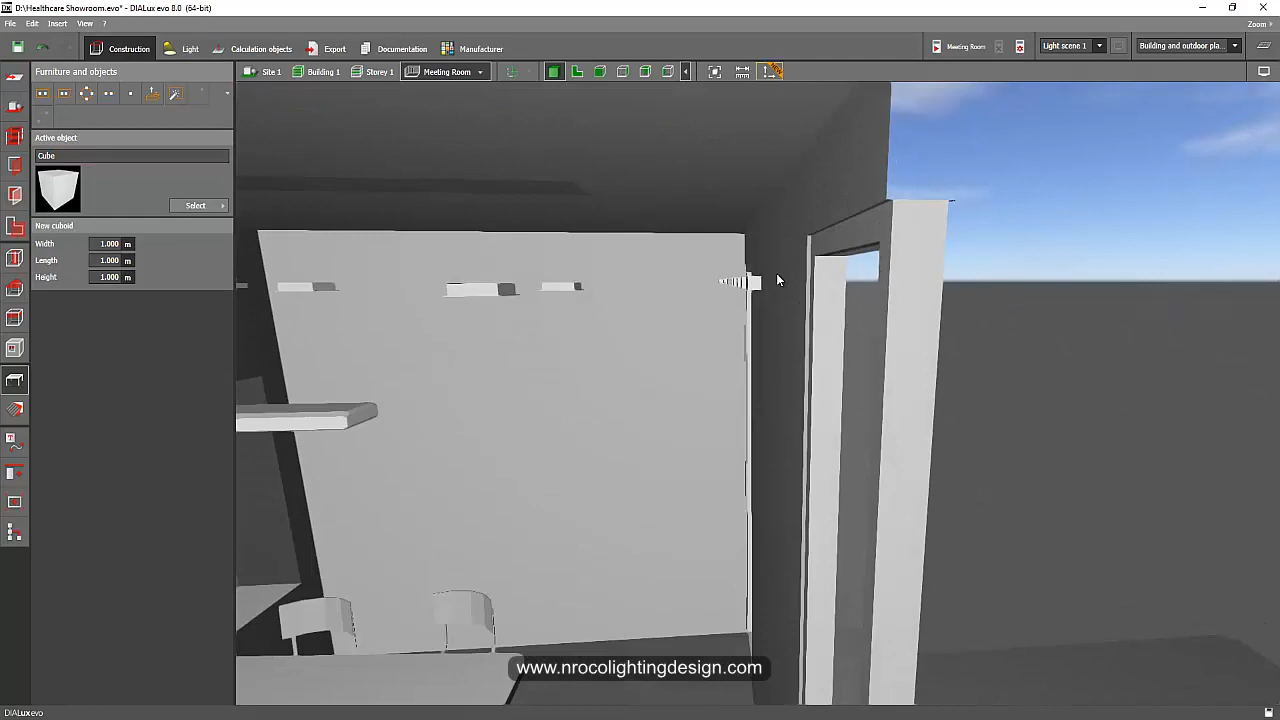 D:\Healthcare Showroom.evo* - DIALux evo 8.0 (64-bit)
File Edit Insert View ?
Zoom
Construction Light Calculation objects Export Documentation Manufacturer Meeting Room Light scene 1 Building and outdoor pla...
Furniture and objects Site 1 Building 1 Storey 1 Meeting Room
NEW
Active object
Cube
Select
New cuboid
Width 1.000 m
Length 1.000 m
Height 1.000 m
www.nrocolightingdesign.com
DIALux evo